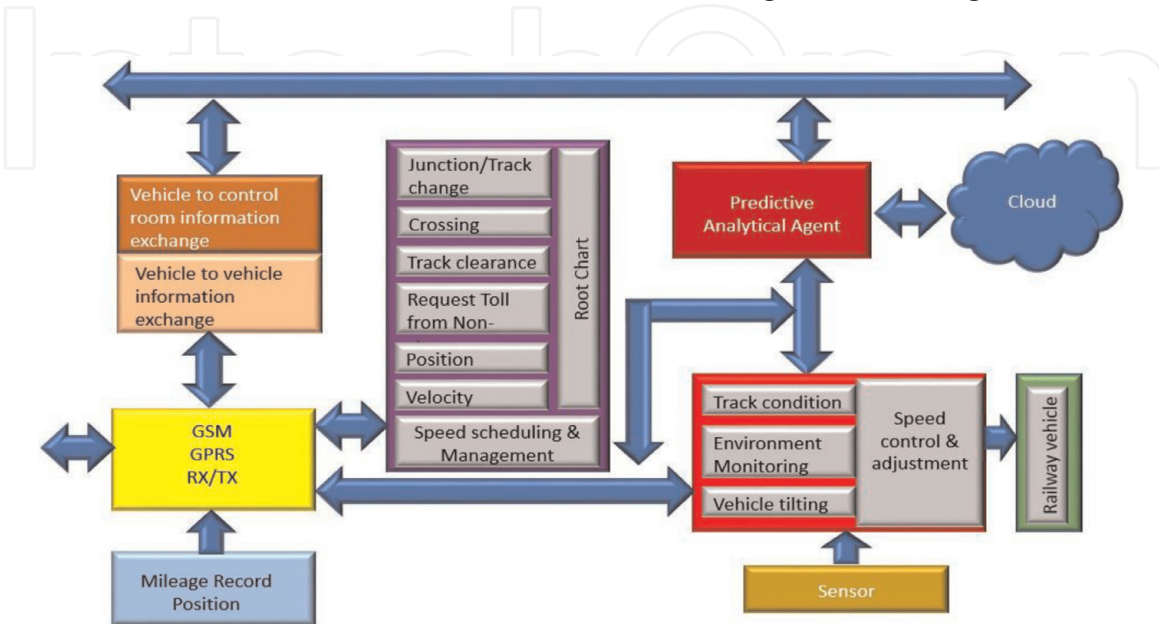 Vehicle to control
room information
exchange
Vehicle to vehicle
information
exchange
GSM
GPRS
RX/TX
Mileage Record
Position
Junction/Track
change
Crossing
Track clearance
Request Toll
from Non-
Position
Velocity
Root Chart
Speed scheduling &
Management
Predictive
Analytical Agent
Cloud
Track condition
Environment
Monitoring
Vehicle tilting
Speed
control &
adjustment
Railway vehicle
Sensor